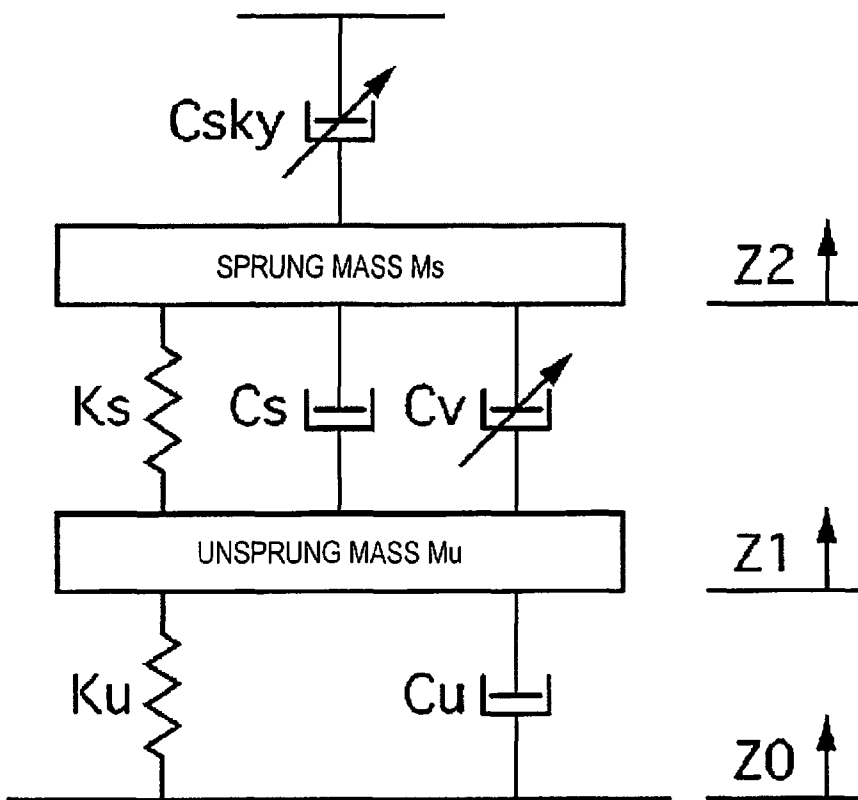 Csky
SPRUNG MASS Ms
Z2
Ks
Cs
Cv
UNSPRUNG MASS Mu
Z1
Ku
Cu
Z0